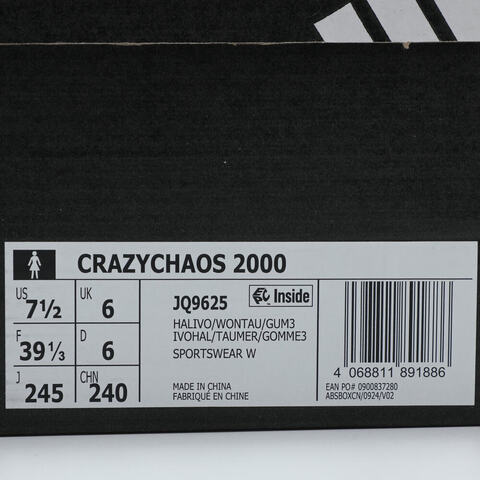 CRAZYCHAOS 2000
US 7½ UK 6
F 39⅓ D 6
J 245 CHN 240
JQ9625 Inside
HALIVO/WONTAU/GUM3
IVOHAL/TAUMER/GOMME3
SPORTSWEAR W
MADE IN CHINA
FABRIQUÉ EN CHINE
4 068811 891886
EAN PO# 0900837280
ABSBOXCN/0924/V02